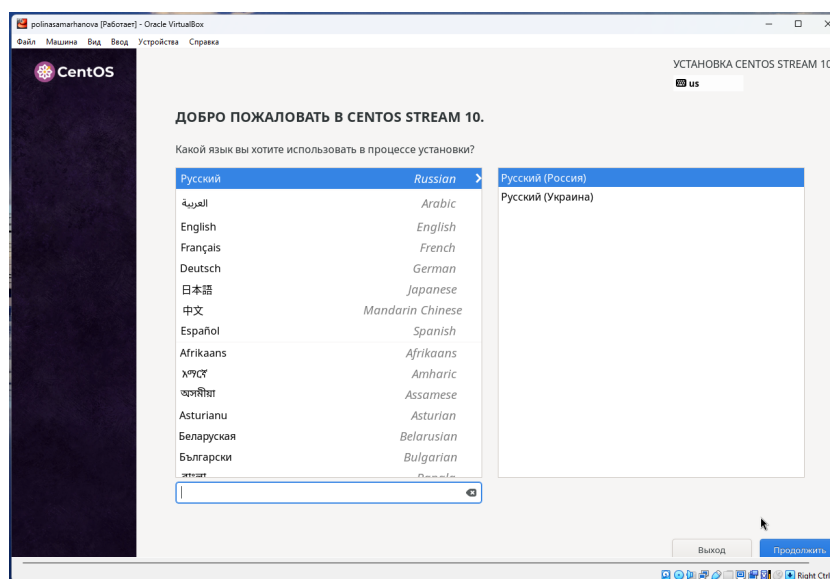 polinasamarhanova [Работает] - Oracle VirtualBox
Файл Машина Вид Ввод Устройства Справка
CentOS
УСТАНОВКА CENTOS STREAM 10
us
ДОБРО ПОЖАЛОВАТЬ В CENTOS STREAM 10.
Какой язык вы хотите использовать в процессе установки?
Русский Russian
العربية Arabic
English English
Français French
Deutsch German
日本語 Japanese
中文 Mandarin Chinese
Español Spanish
Afrikaans Afrikaans
አማርኛ Amharic
অসমীয়া Assamese
Asturianu Asturian
Беларуская Belarusian
Български Bulgarian
বাংলা Bangla
Русский (Россия)
Русский (Украина)
Выход
Продолжить
Right Ctrl